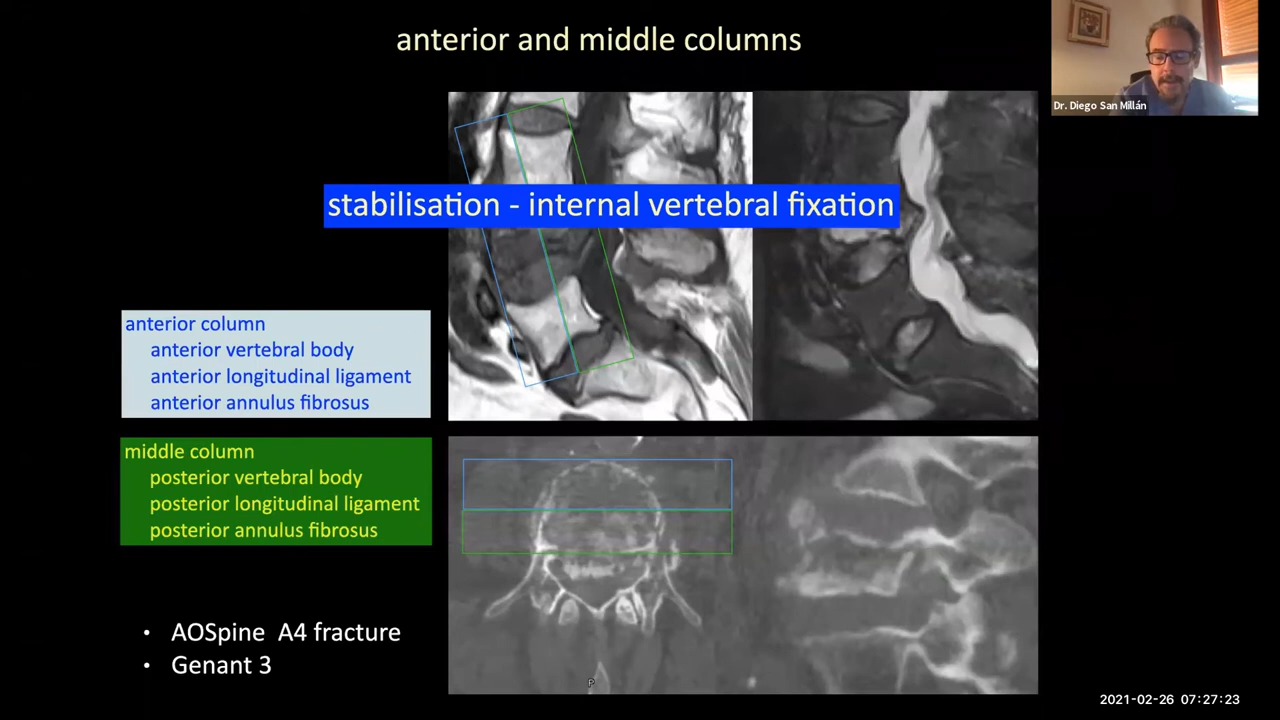 anterior and middle columns
Dr. Diego San Millán
stabilisation - internal vertebral fixation
anterior column
anterior vertebral body
anterior longitudinal ligament
anterior annulus fibrosus
middle column
posterior vertebral body
posterior longitudinal ligament
posterior annulus fibrosus
• AOSpine A4 fracture
• Genant 3
P
2021-02-26 07:27:23